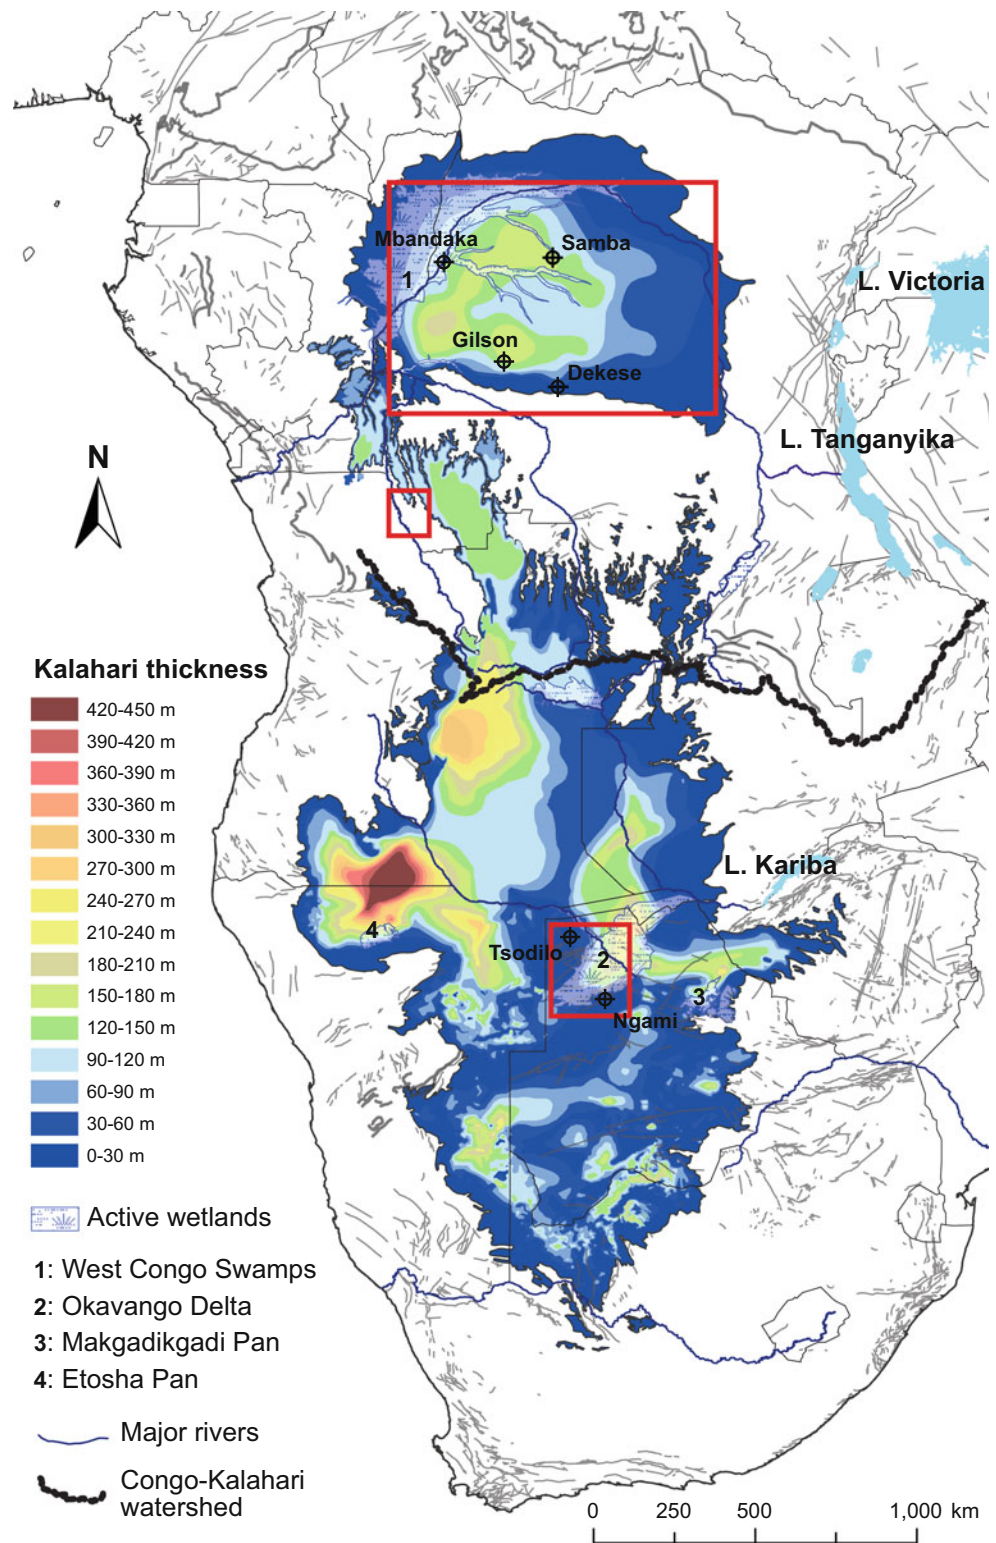 Mbandaka
Samba
1
L. Victoria
Gilson
Dekese
L. Tanganyika
N
Kalahari thickness
420-450 m
390-420 m
360-390 m
330-360 m
300-330 m
270-300 m
240-270 m
210-240 m
180-210 m
150-180 m
120-150 m
90-120 m
60-90 m
30-60 m
0-30 m
L. Kariba
4
Tsodilo
2
3
Ngami
Active wetlands
1: West Congo Swamps
2: Okavango Delta
3: Makgadikgadi Pan
4: Etosha Pan
Major rivers
Congo-Kalahari
watershed
0 250 500 1,000 km